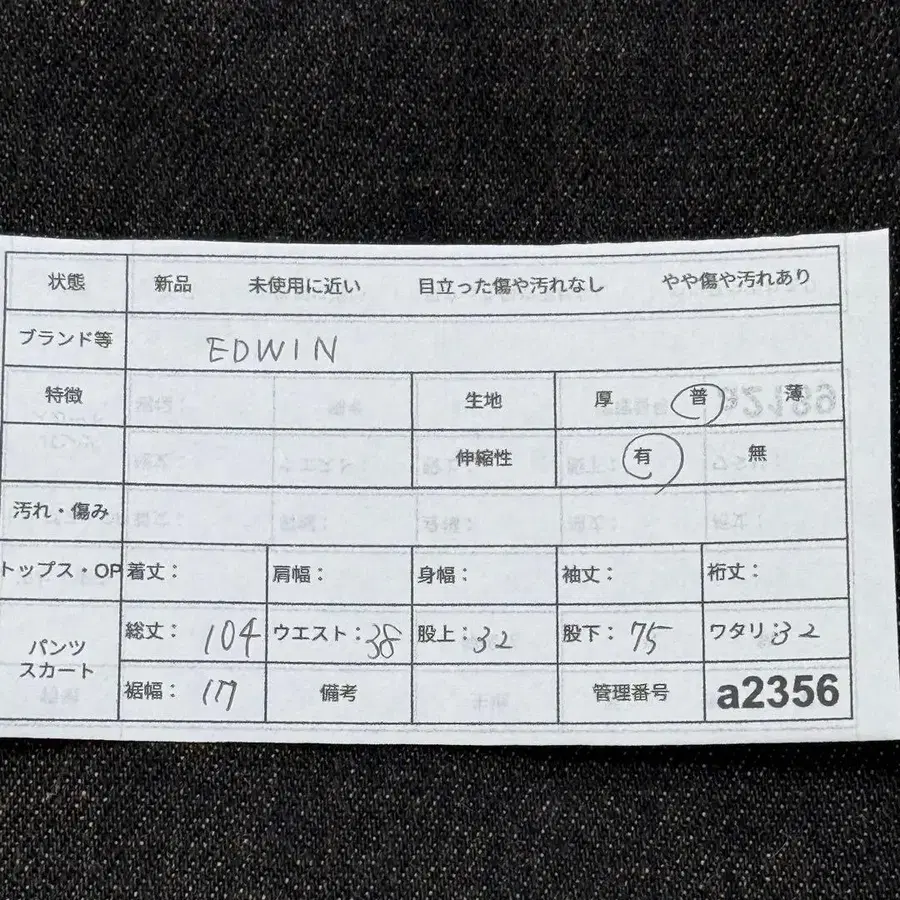 状態 新品 未使用に近い 目立った傷や汚れなし やや傷や汚れあり
ブランド等 EDWIN
特徴 生地 厚 普 薄
伸縮性 有 無
汚れ・傷み
トップス・OP 着丈: 肩幅: 身幅: 袖丈: 裄丈:
パンツ スカート 総丈: 104 ウエスト: 38 股上: 32 股下: 75 ワタリ: 32
裾幅: 17 備考 管理番号 a2356